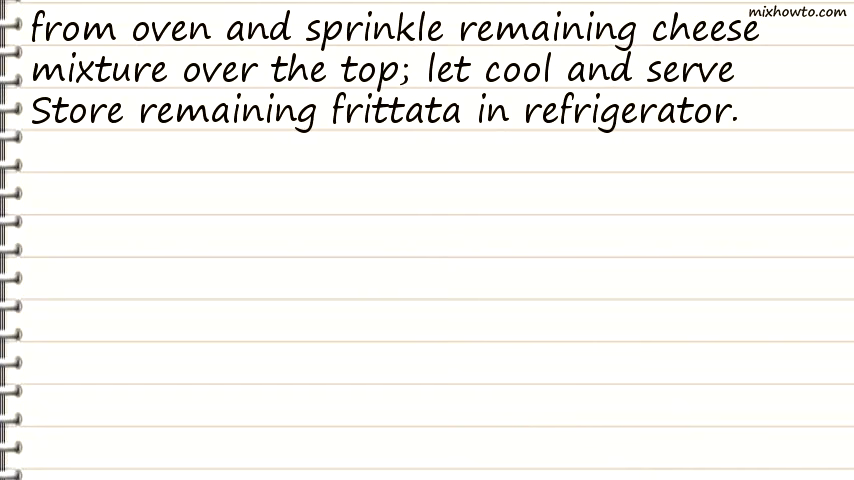 mixhowto.com
from oven and sprinkle remaining cheese
mixture over the top; let cool and serve
Store remaining frittata in refrigerator.